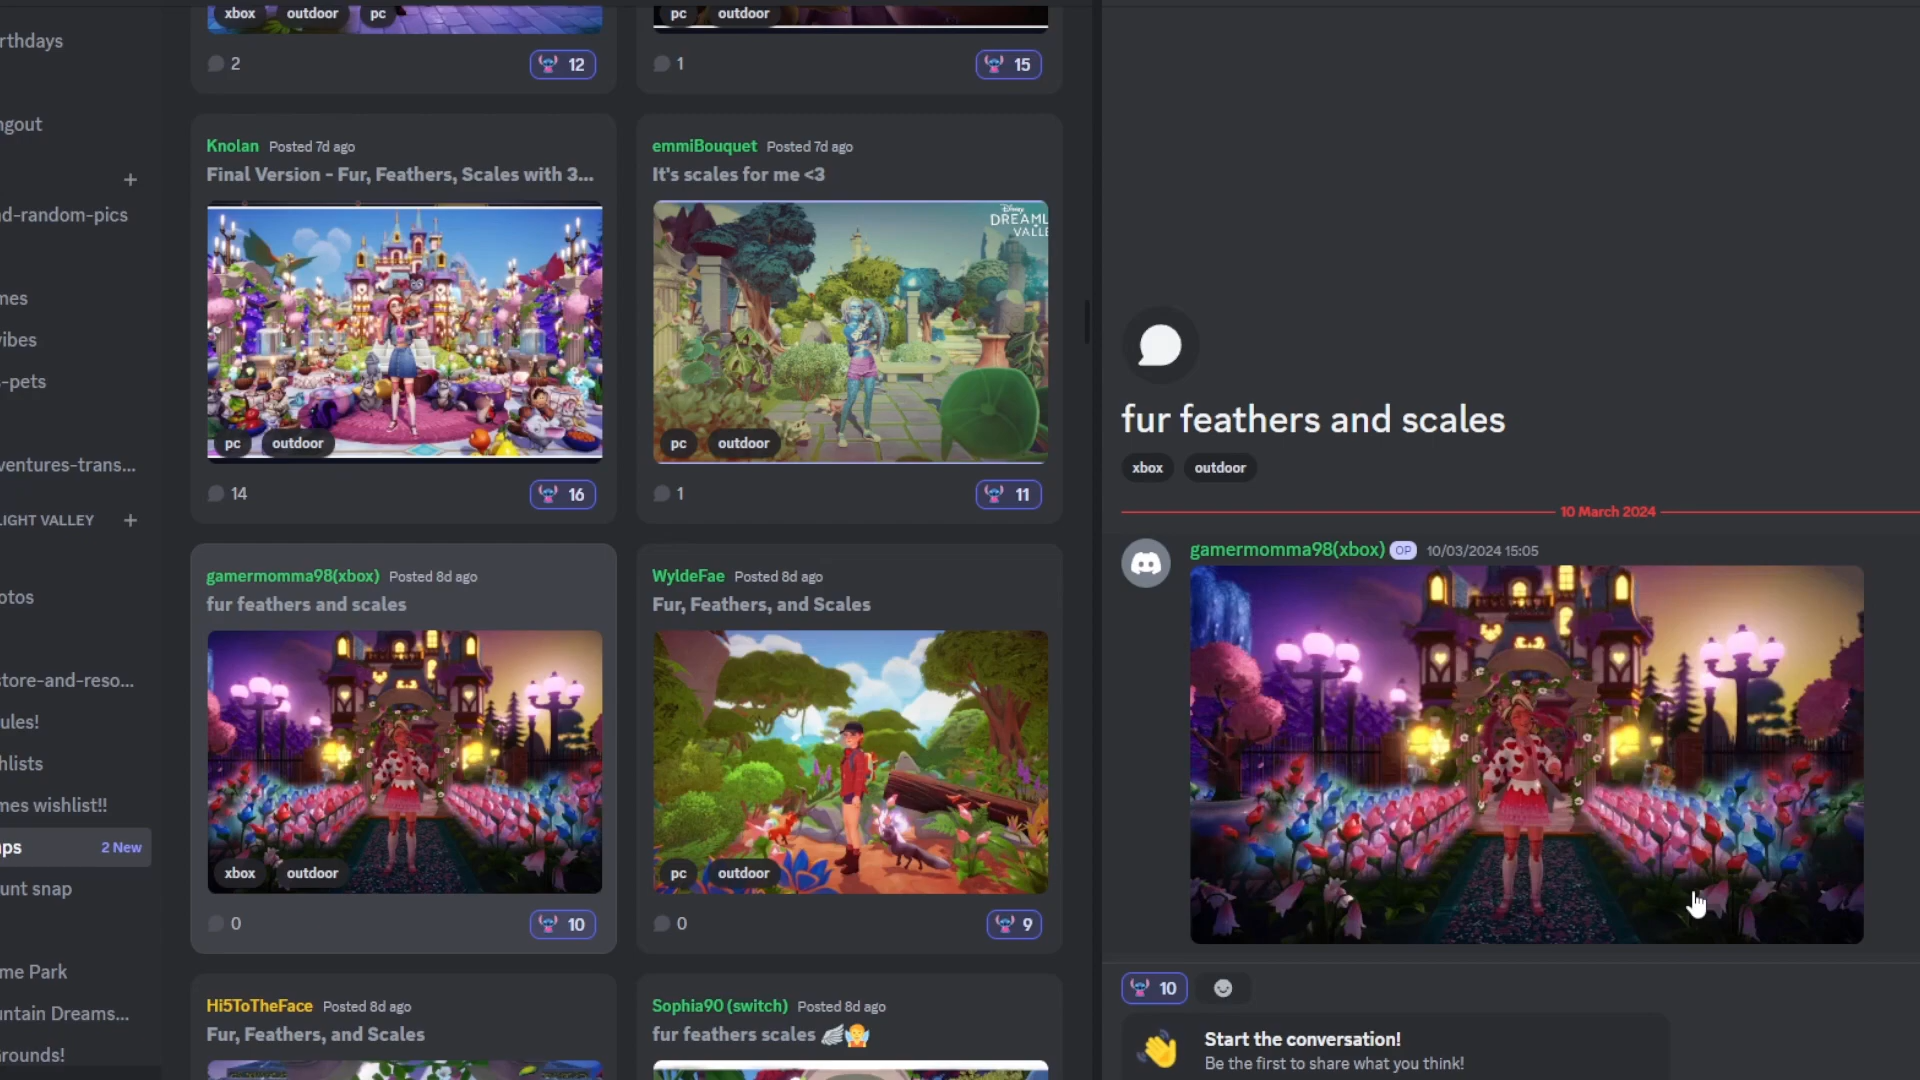 rthdays
ngout
d-random-pics
mes
vibes
-pets
ventures-trans...
LIGHT VALLEY
otos
store-and-reso...
ules!
hlists
mes wishlist!!
ps
2 New
unt snap
me Park
untain Dreams...
rounds!
xbox outdoor pc
2 12
pc outdoor
1 15
Knolan Posted 7d ago
Final Version - Fur, Feathers, Scales with 3...
pc outdoor
14 16
emmiBouquet Posted 7d ago
It's scales for me <3
Disney
DREAML
VALLE
pc outdoor
1 11
gamermomma98(xbox) Posted 8d ago
fur feathers and scales
xbox outdoor
0 10
WyldeFae Posted 8d ago
Fur, Feathers, and Scales
pc outdoor
0 9
Hi5ToTheFace Posted 8d ago
Fur, Feathers, and Scales
Sophia90 (switch) Posted 8d ago
fur feathers scales
fur feathers and scales
xbox outdoor
10 March 2024
gamermomma98(xbox) OP 10/03/2024 15:05
10
Start the conversation!
Be the first to share what you think!